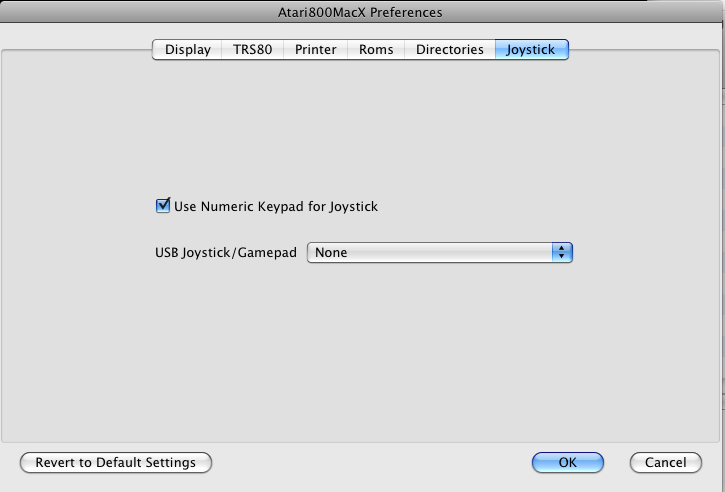 Atari800MacX Preferences
Display TRS80 Printer Roms Directories Joystick
Use Numeric Keypad for Joystick
USB Joystick/Gamepad None
Revert to Default Settings OK Cancel